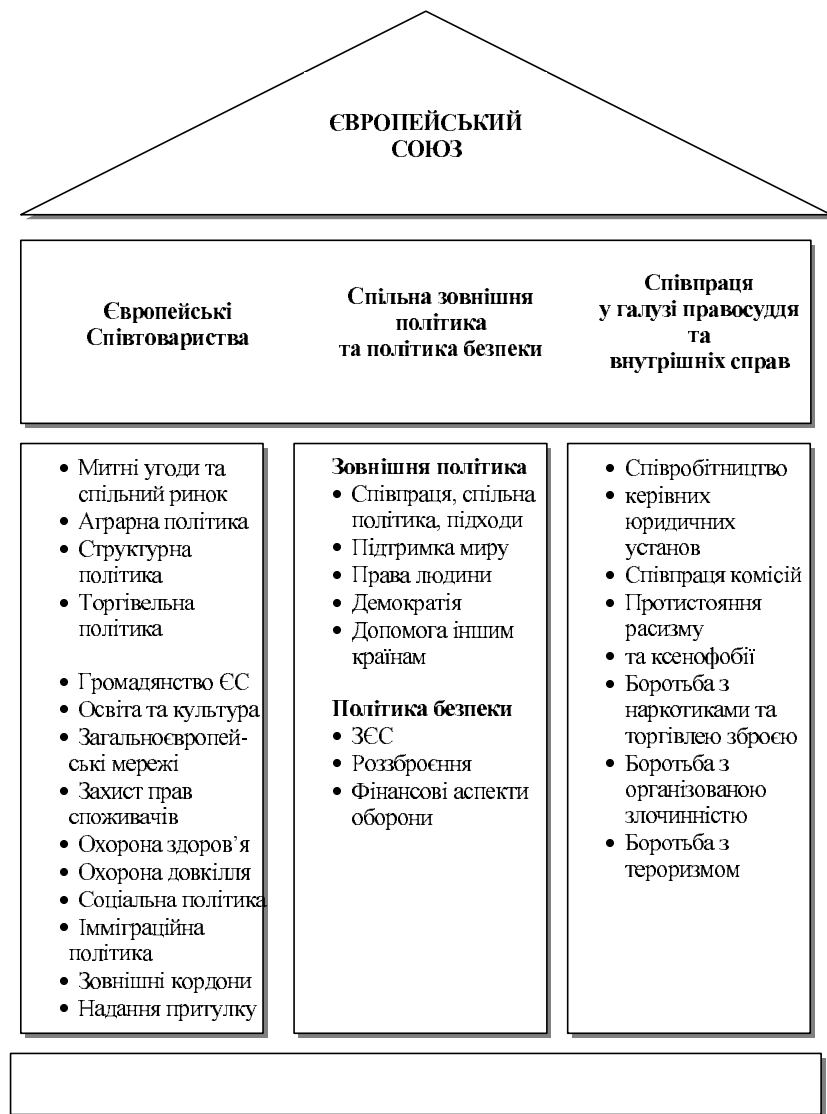 ЄВРОПЕЙСЬКИЙ
СОЮЗ
Європейські
Співтовариства
Спільна зовнішня
політика
та політика безпеки
Співпраця
у галузі правосуддя
та
внутрішніх справ
• Митні угоди та
спільний ринок
• Аграрна політика
• Структурна
політика
• Торгівельна
політика
• Громадянство ЄС
• Освіта та культура
• Загальноєвропей-
ські мережі
• Захист прав
споживачів
• Охорона здоров’я
• Охорона довкілля
• Соціальна політика
• Імміграційна
політика
• Зовнішні кордони
• Надання притулку
Зовнішня політика
• Співпраця, спільна
політика, підходи
• Підтримка миру
• Права людини
• Демократія
• Допомога іншим
країнам
Політика безпеки
• ЗЄС
• Роззброєння
• Фінансові аспекти
оборони
• Співробітництво
• керівних
юридичних
установ
• Співпраця комісій
• Протистояння
расизму
• та ксенофобії
• Боротьба з
наркотиками та
торгівлею зброєю
• Боротьба з
організованою
злочинністю
• Боротьба з
тероризмом